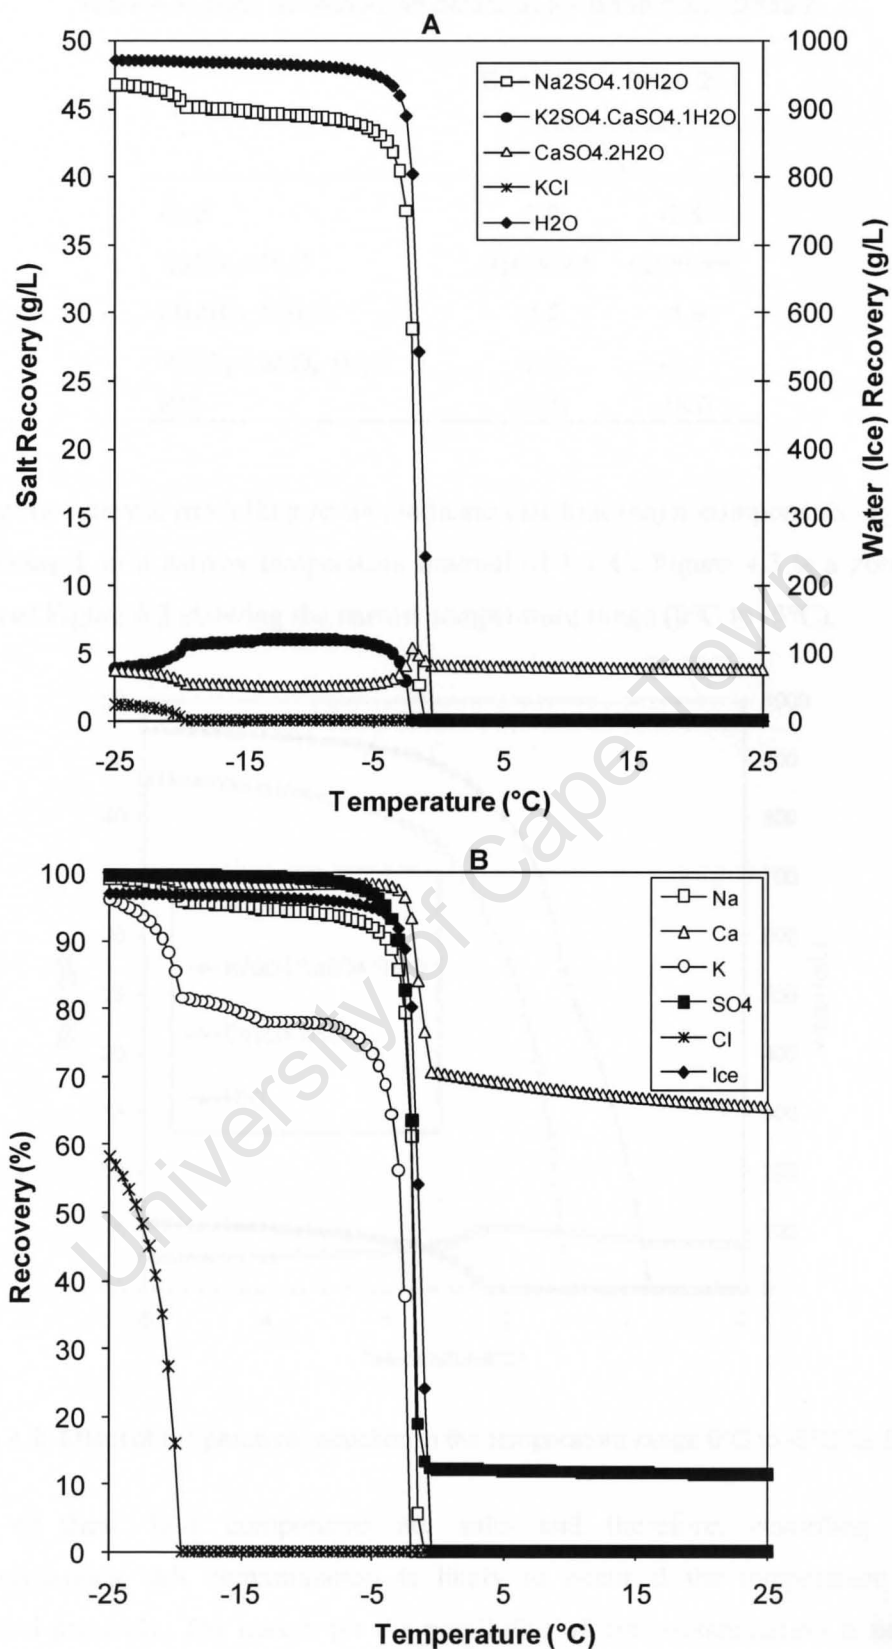 A
50
45
40
35
30
25
20
15
10
5
0
Salt Recovery (g/L)
1000
900
800
700
600
500
400
300
200
100
0
Water (Ice) Recovery (g/L)
Na2SO4.10H2O
K2SO4.CaSO4.1H2O
CaSO4.2H2O
KCl
H2O
-25 -15 -5 5 15 25
Temperature (°C)
B
100
90
80
70
60
50
40
30
20
10
0
Recovery (%)
Na
Ca
K
SO4
Cl
Ice
-25 -15 -5 5 15 25
Temperature (°C)
University of Cape Town